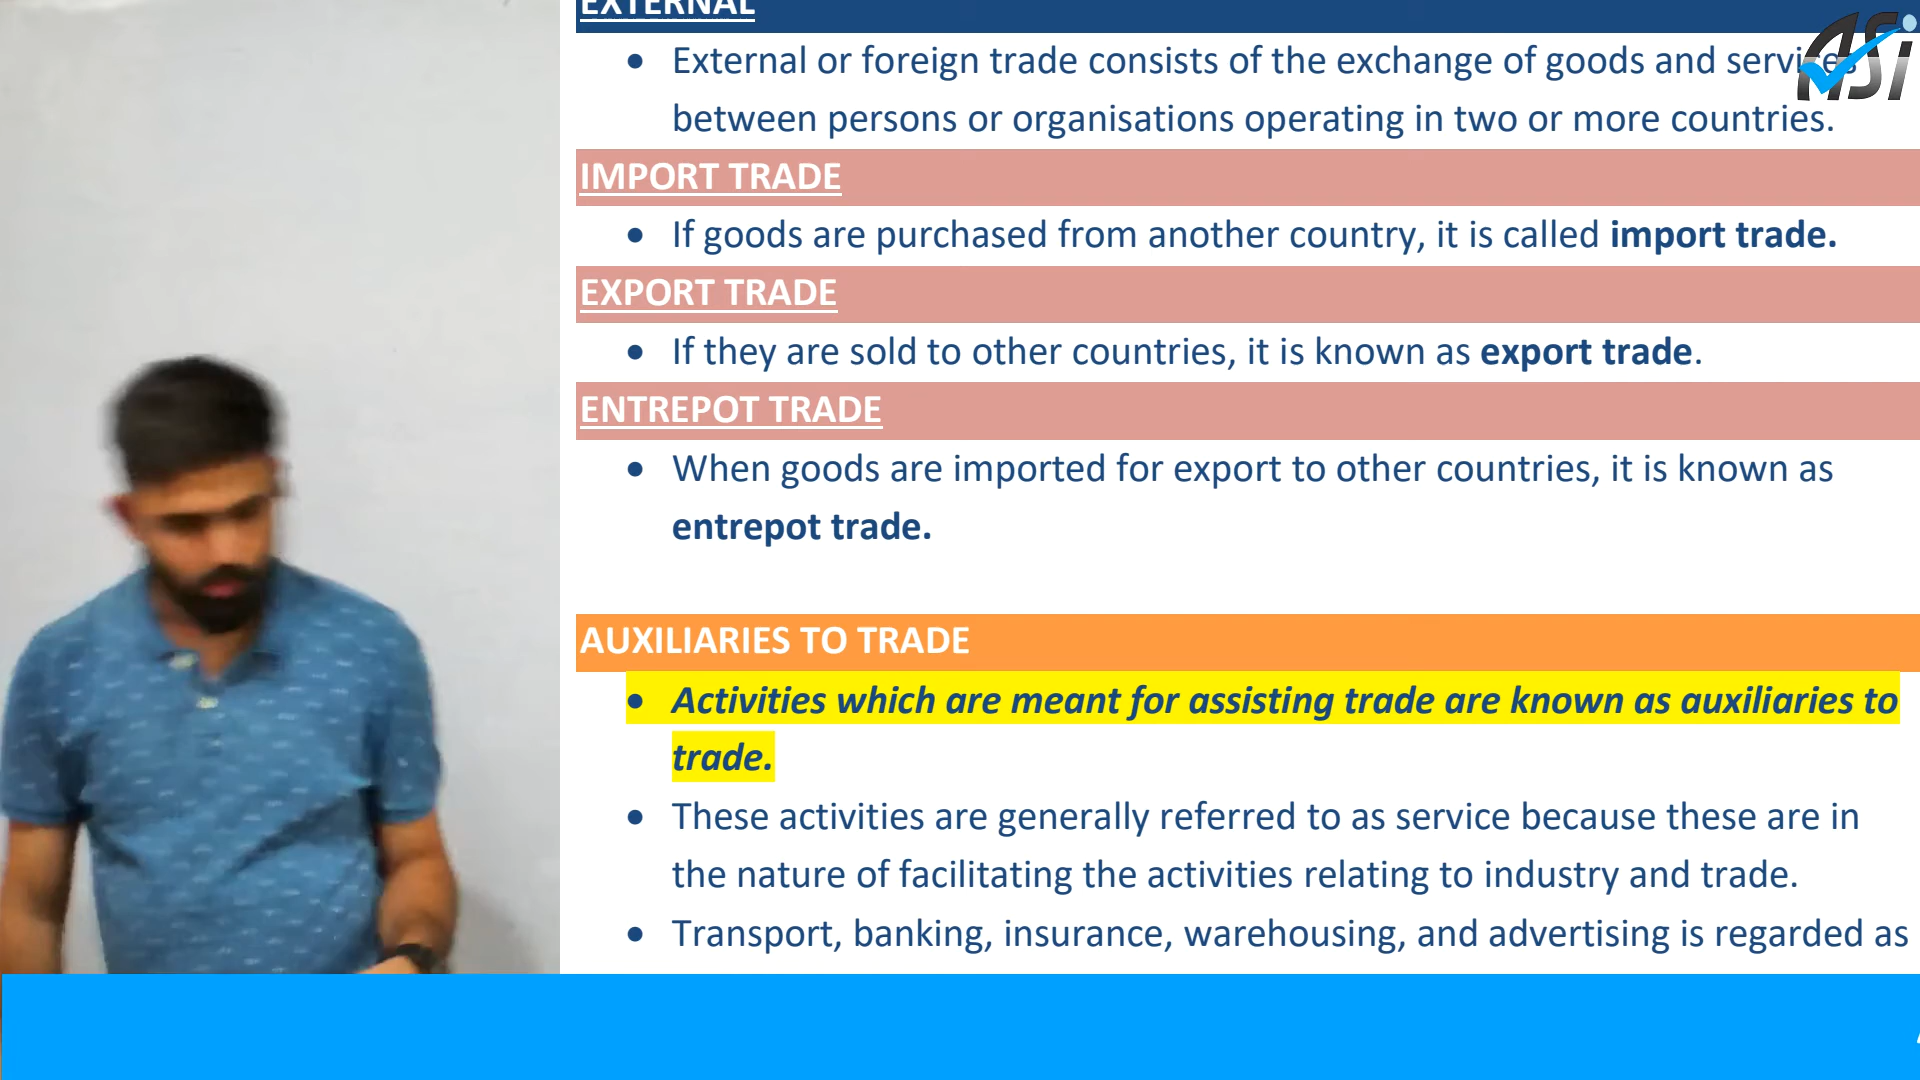 EXTERNAL
• External or foreign trade consists of the exchange of goods and services
between persons or organisations operating in two or more countries.
IMPORT TRADE
• If goods are purchased from another country, it is called import trade.
EXPORT TRADE
• If they are sold to other countries, it is known as export trade.
ENTREPOT TRADE
• When goods are imported for export to other countries, it is known as
entrepot trade.
AUXILIARIES TO TRADE
• Activities which are meant for assisting trade are known as auxiliaries to
trade.
• These activities are generally referred to as service because these are in
the nature of facilitating the activities relating to industry and trade.
• Transport, banking, insurance, warehousing, and advertising is regarded as
ASi